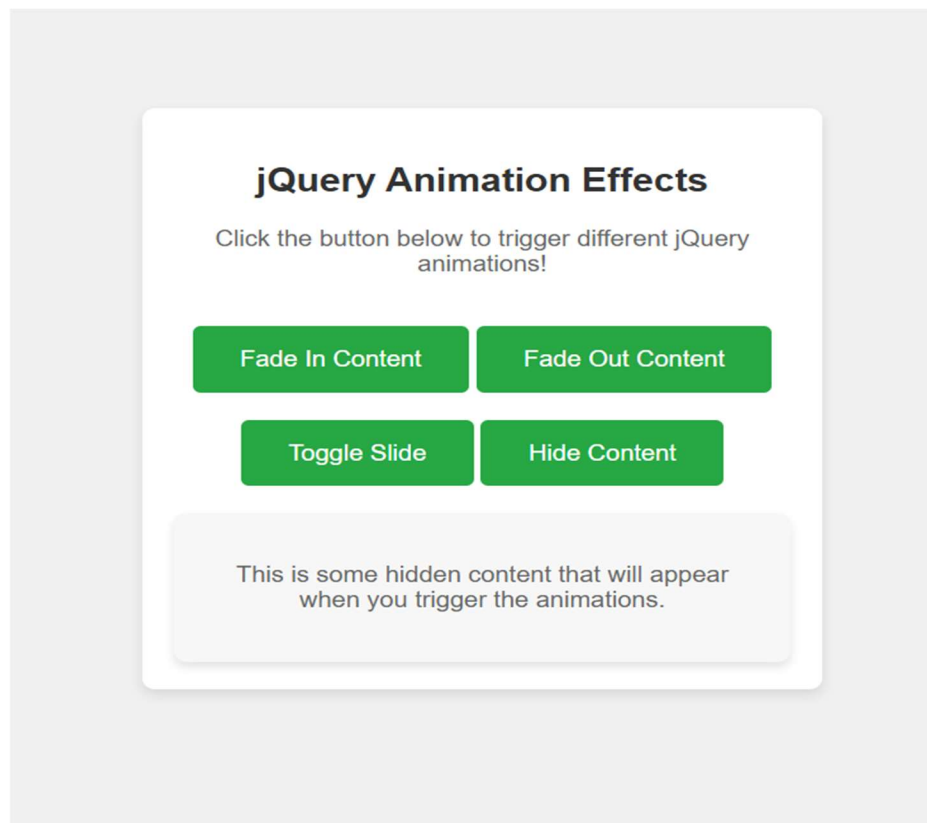 jQuery Animation Effects
Click the button below to trigger different jQuery
animations!
Fade In Content
Fade Out Content
Toggle Slide
Hide Content
This is some hidden content that will appear
when you trigger the animations.